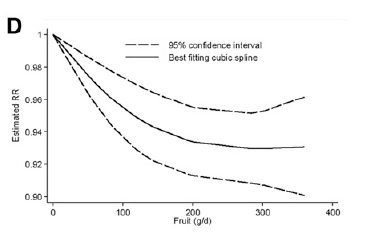 D
95% confidence interval
Best fitting cubic spline
Estimated RR
1
0.98
0.96
0.94
0.92
0.90
0 100 200 300 400
Fruit (g/d)